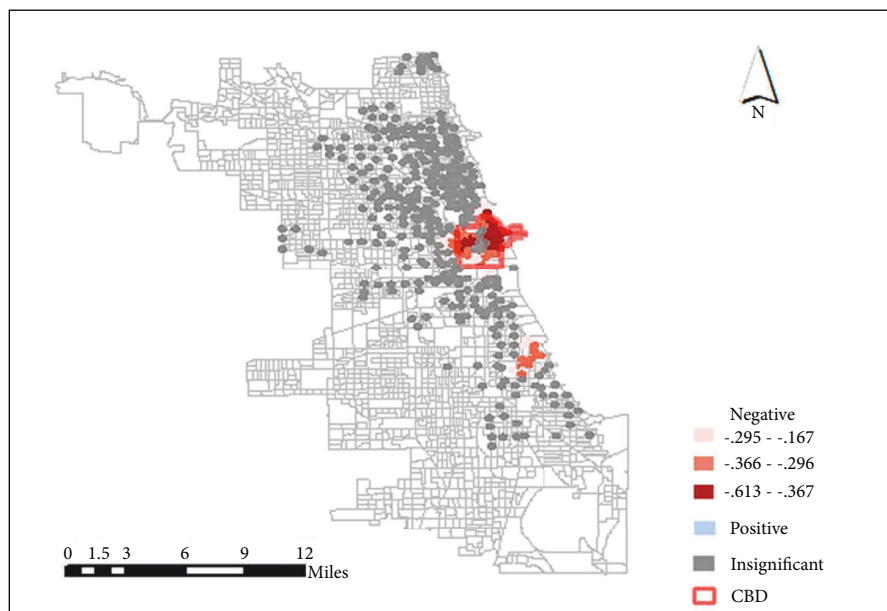 N
Negative
-.295 - -.167
-.366 - -.296
-.613 - -.367
Positive
Insignificant
CBD
0 1.5 3 6 9 12
Miles